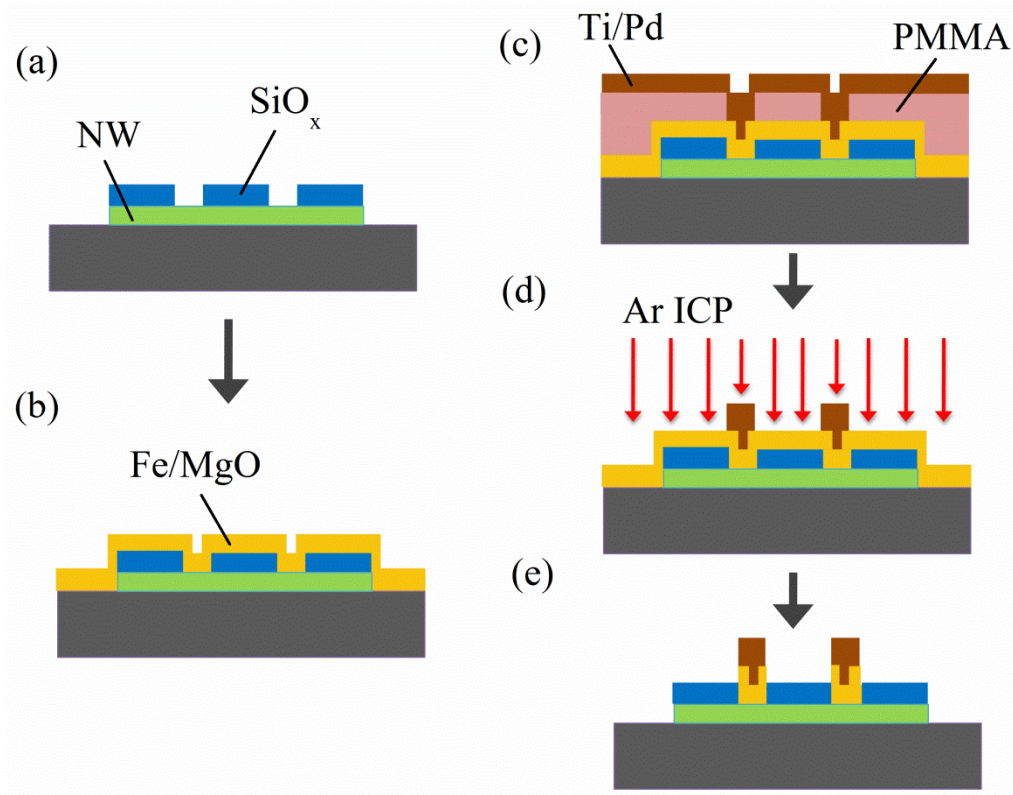 (a)
SiOx
NW
(b)
Fe/MgO
(c)
Ti/Pd
PMMA
(d)
Ar ICP
(e)